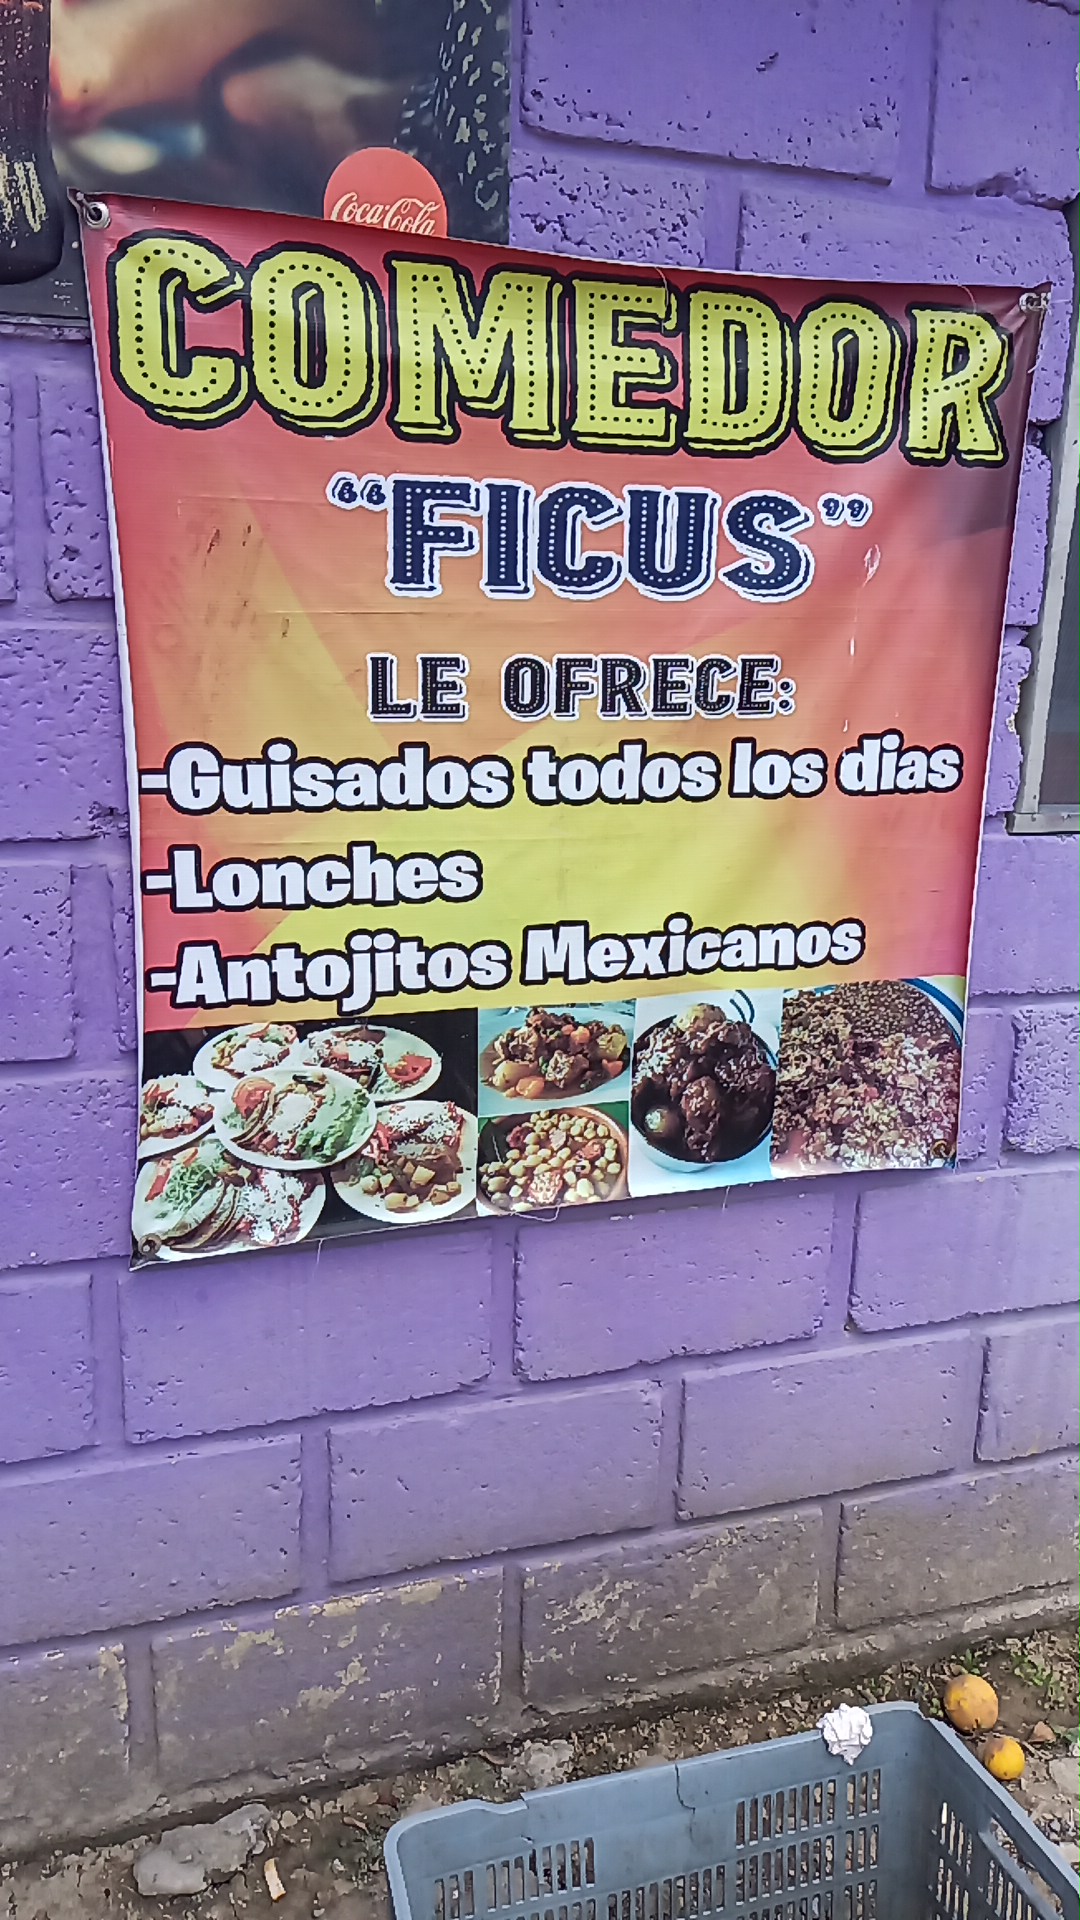 Coca-Cola
COMEDOR
“FICUS”
LE OFRECE:
-Guisados todos los dias
-Lonches
-Antojitos Mexicanos